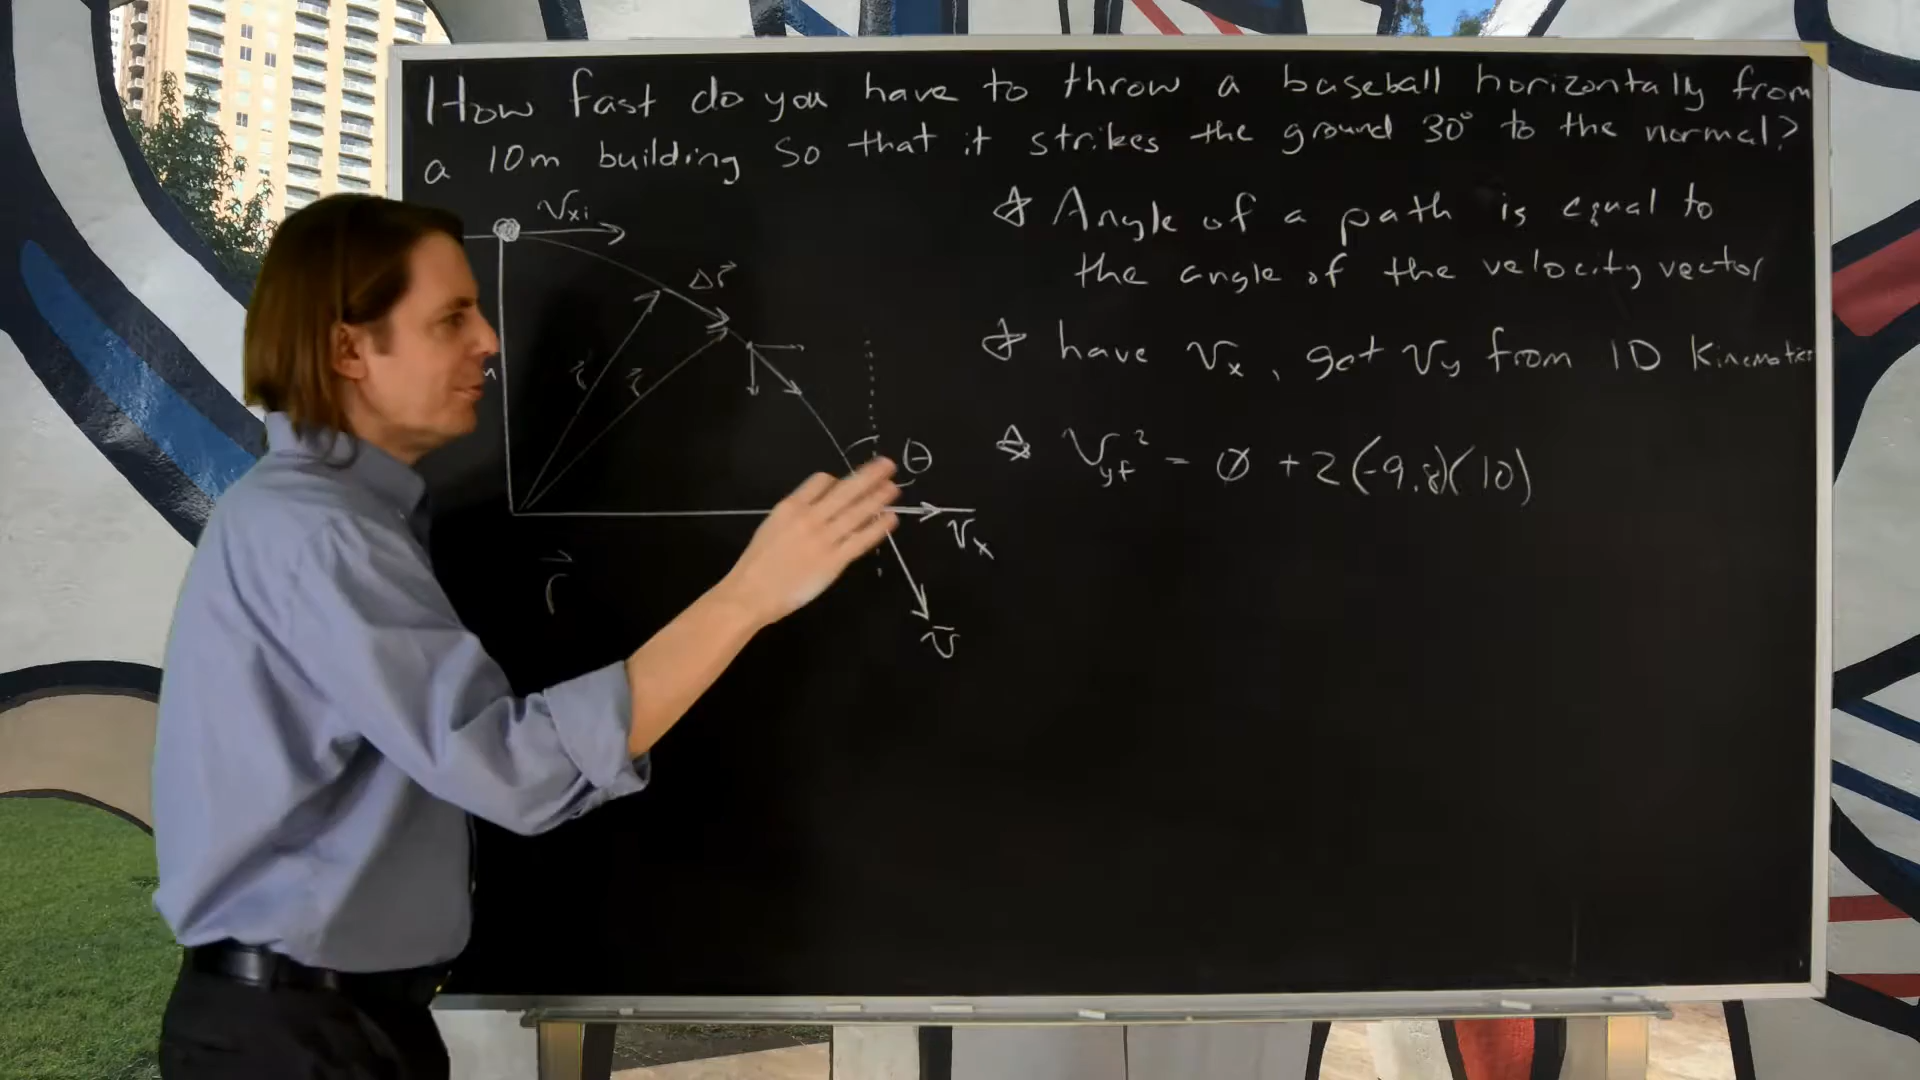 How fast do you have to throw a baseball horizontally from
a 10m building so that it strikes the ground 30° to the normal?
Vxi
Angle of a path is equal to
the angle of the velocity vector
Δr⃗
have Vx, get Vy from 1D Kinematics
r⃗ r⃗
θ
Vyf² = 0 + 2(-9.8)(10)
Vx
r⃗
v⃗